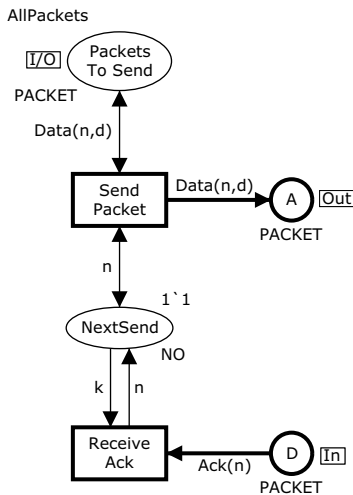 AllPackets
I/O
Packets
To Send
PACKET
Data(n,d)
Send
Packet
Data(n,d)
A
Out
PACKET
n
1`1
NextSend
NO
k
n
Receive
Ack
Ack(n)
D
In
PACKET